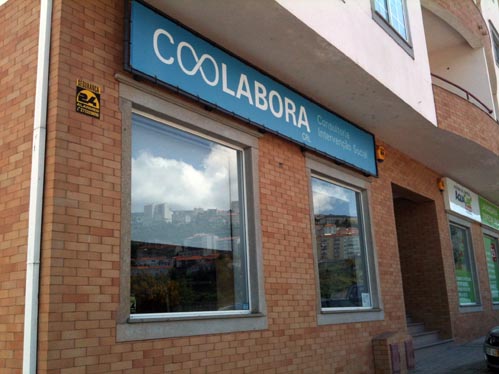 COOLABORA
CRL
Consultoria
Intervenção Social